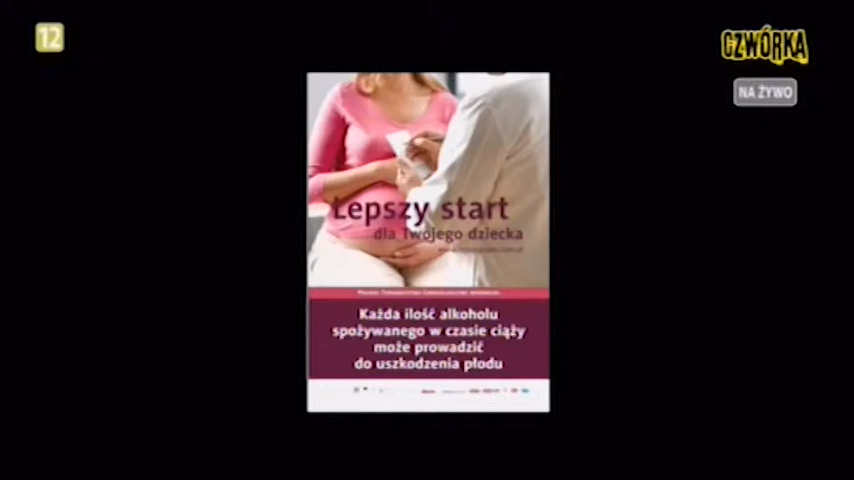 12
CZWÓRKA
NA ŻYWO
Lepszy start
dla Twojego dziecka
Każda ilość alkoholu
spożywanego w czasie ciąży
może prowadzić
do uszkodzenia płodu